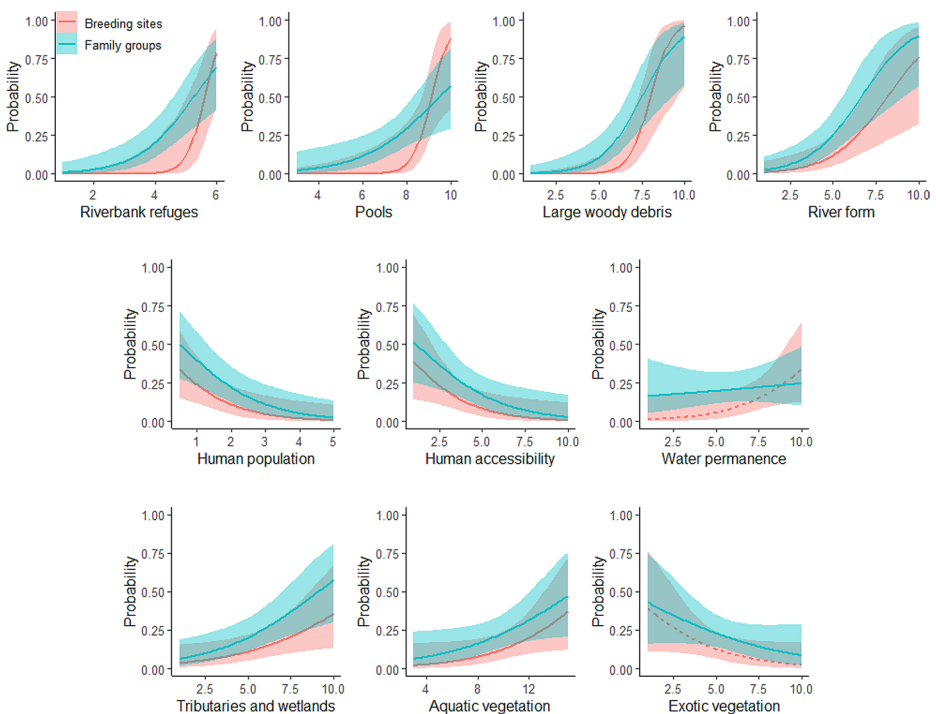 Breeding sites
Family groups
1.00 0.75 0.50 0.25 0.00
Probability
2 4 6
Riverbank refuges
1.00 0.75 0.50 0.25 0.00
Probability
4 6 8 10
Pools
1.00 0.75 0.50 0.25 0.00
Probability
2.5 5.0 7.5 10.0
Large woody debris
1.00 0.75 0.50 0.25 0.00
Probability
2.5 5.0 7.5 10.0
River form
1.00 0.75 0.50 0.25 0.00
Probability
1 2 3 4 5
Human population
1.00 0.75 0.50 0.25 0.00
Probability
2.5 5.0 7.5 10.0
Human accessibility
1.00 0.75 0.50 0.25 0.00
Probability
2.5 5.0 7.5 10.0
Water permanence
1.00 0.75 0.50 0.25 0.00
Probability
2.5 5.0 7.5 10.0
Tributaries and wetlands
1.00 0.75 0.50 0.25 0.00
Probability
4 8 12
Aquatic vegetation
1.00 0.75 0.50 0.25 0.00
Probability
2.5 5.0 7.5 10.0
Exotic vegetation